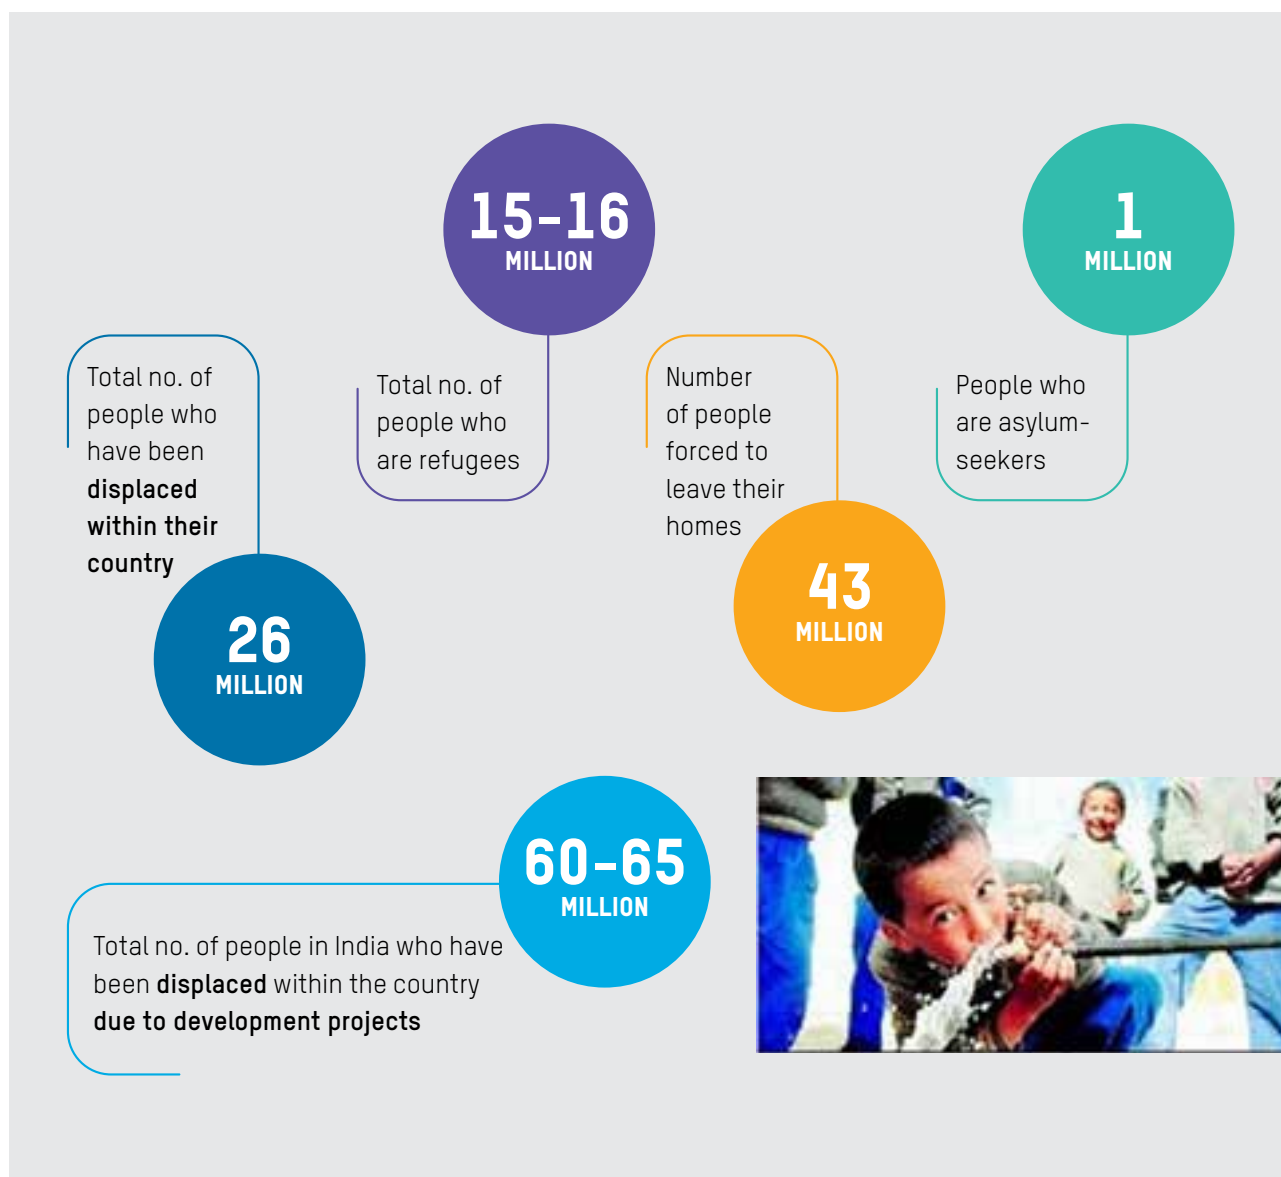 Total no. of
people who
have been
displaced
within their
country
26
MILLION
15-16
MILLION
Total no. of
people who
are refugees
Number
of people
forced to
leave their
homes
43
MILLION
1
MILLION
People who
are asylum-
seekers
60-65
MILLION
Total no. of people in India who have
been displaced within the country
due to development projects